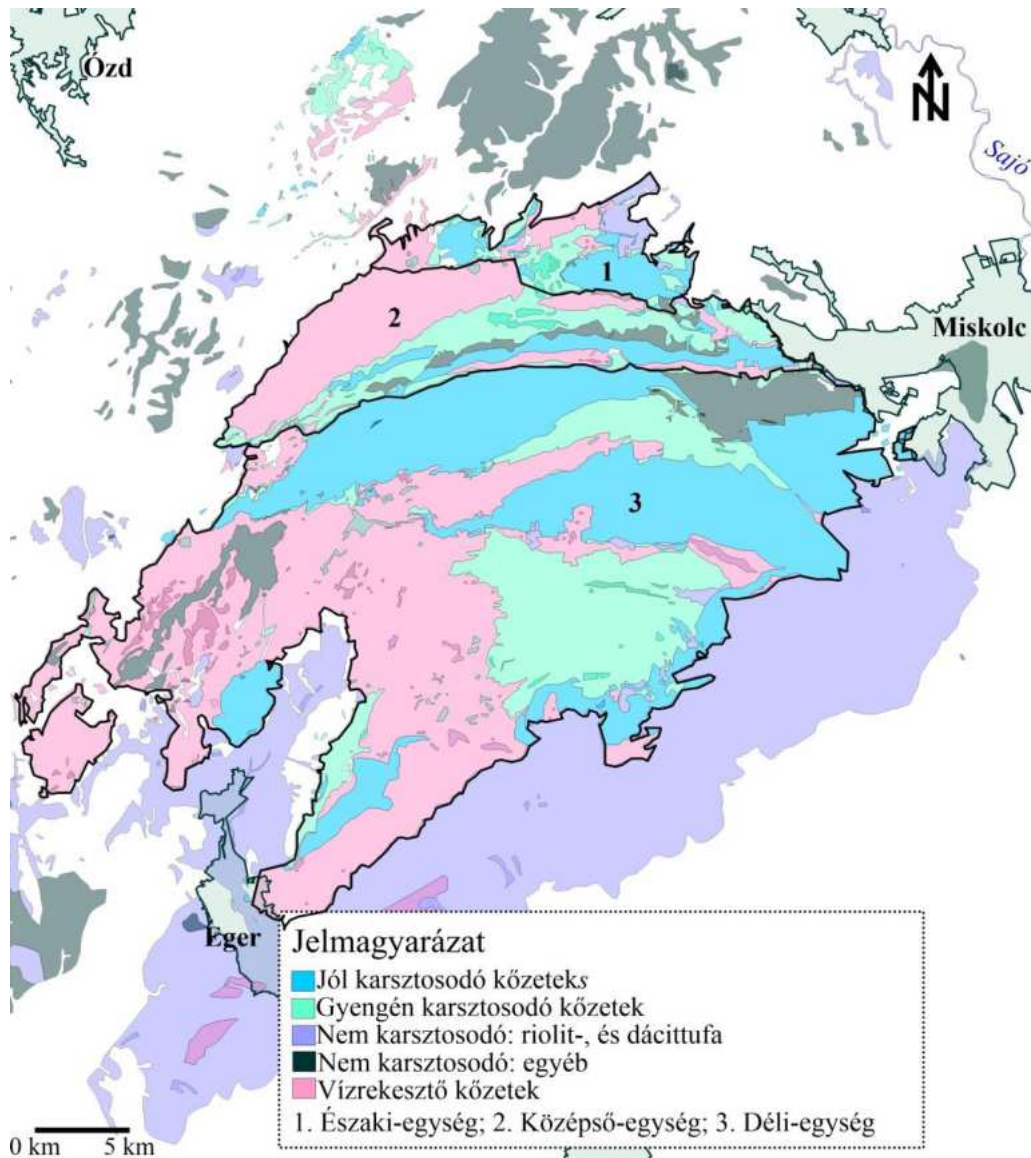 Ózd
N
Sajó
1
Miskolc
2
3
Eger
Jelmagyarázat
Jól karsztosodó kőzeteks
Gyengén karsztosodó kőzetek
Nem karsztosodó: riolit-, és dácittufa
Nem karsztosodó: egyéb
Vízrekesztő kőzetek
1. Északi-egység; 2. Középső-egység; 3. Déli-egység
0 km 5 km